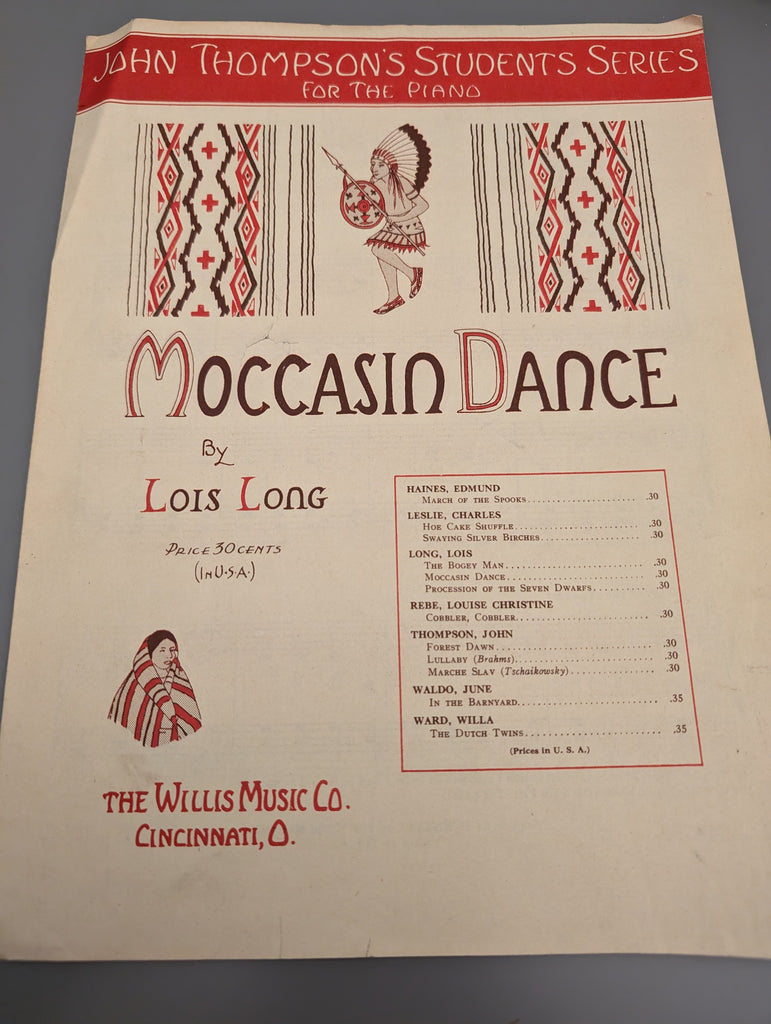 JOHN THOMPSON'S STUDENTS SERIES
FOR THE PIANO
MOCCASIN DANCE
By
LOIS LONG
PRICE 30 CENTS
(IN U·S·A·)
HAINES, EDMUND
MARCH OF THE SPOOKS .30
LESLIE, CHARLES
HOE CAKE SHUFFLE .30
SWAYING SILVER BIRCHES .30
LONG, LOIS
THE BOGEY MAN .30
MOCCASIN DANCE .30
PROCESSION OF THE SEVEN DWARFS .30
REBE, LOUISE CHRISTINE
COBBLER, COBBLER .30
THOMPSON, JOHN
FOREST DAWN .30
LULLABY (Brahms) .30
MARCHE SLAV (Tschaikowsky) .30
WALDO, JUNE
IN THE BARNYARD .35
WARD, WILLA
THE DUTCH TWINS .35
(Prices in U. S. A.)
THE WILLIS MUSIC CO.
CINCINNATI, O.